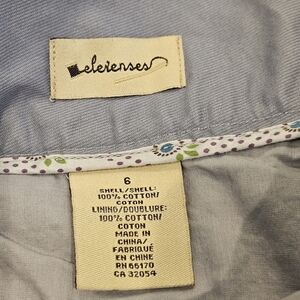 elevenses
6
SHELL/SHELL:
100% COTTON/
COTON
LINING/DOUBLURE:
100% COTTON/
COTON
MADE IN
CHINA/
FABRIQUÉ
EN CHINE
RN 66170
CA 32054